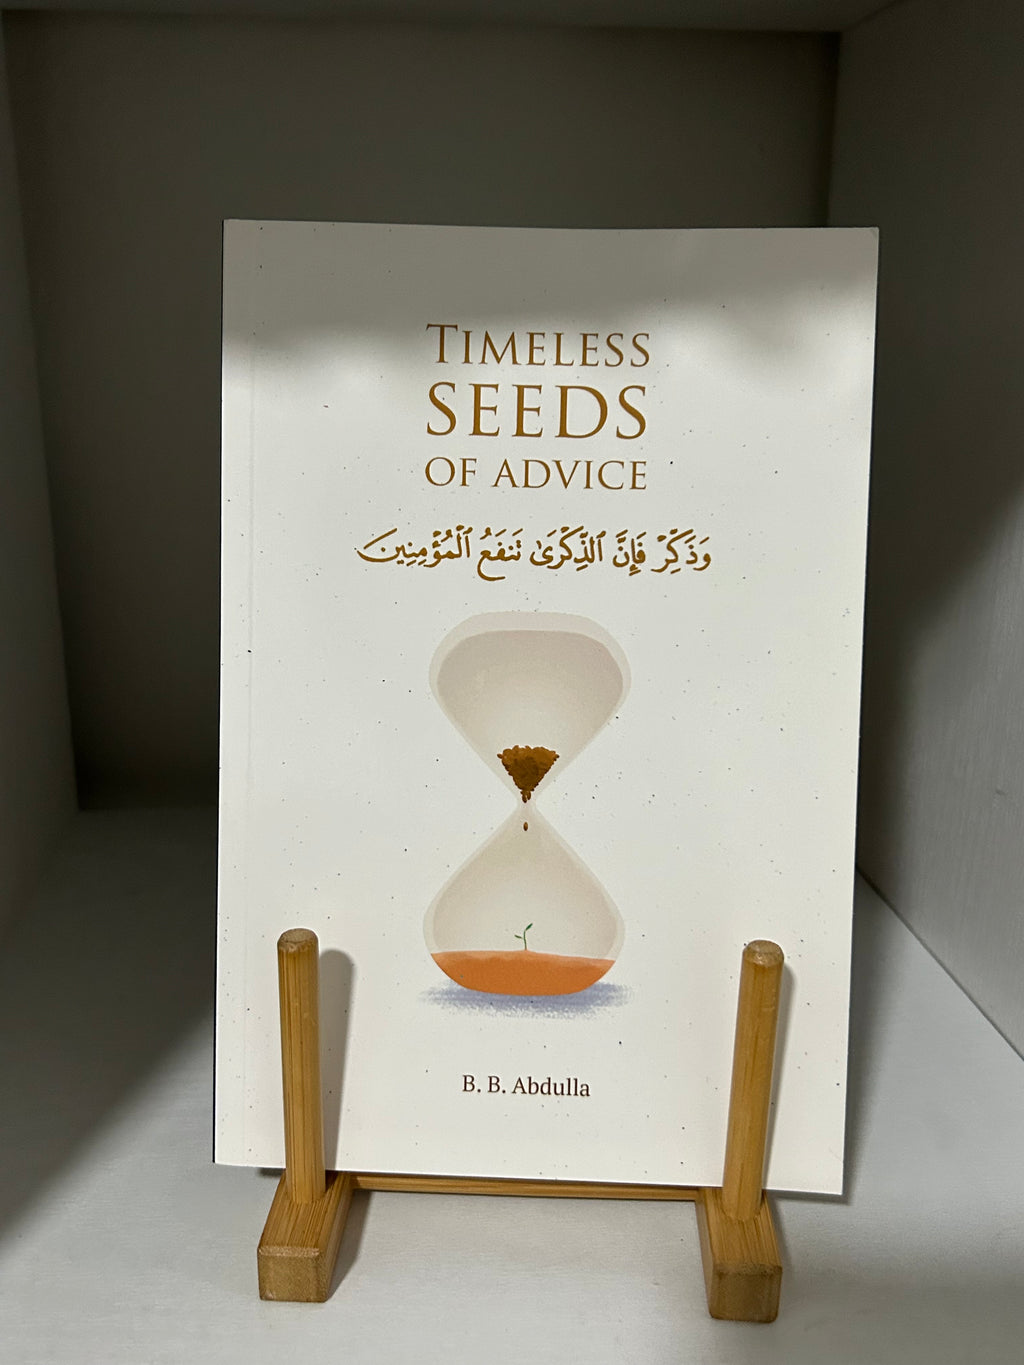 TIMELESS
SEEDS
OF ADVICE
وَذَكِّرْ فَإِنَّ ٱلذِّكْرَىٰ تَنفَعُ ٱلْمُؤْمِنِينَ
B. B. Abdulla